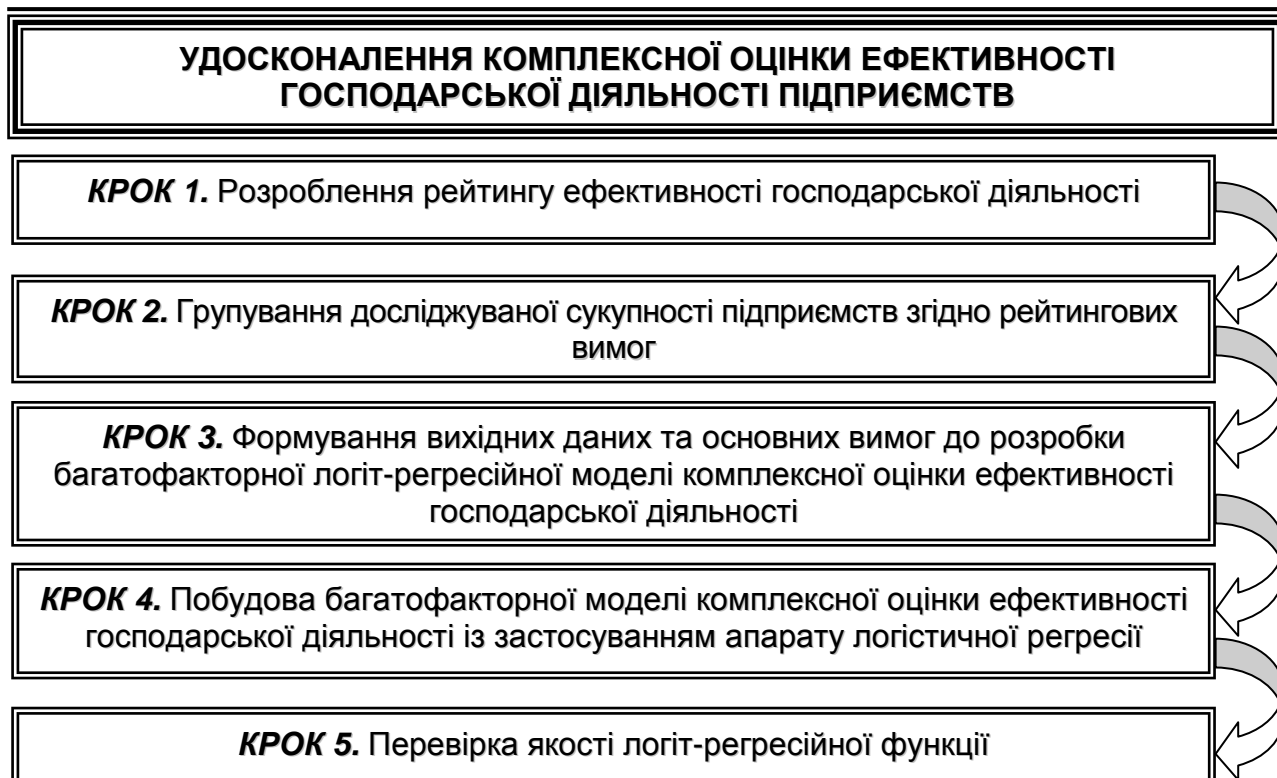 УДОСКОНАЛЕННЯ КОМПЛЕКСНОЇ ОЦІНКИ ЕФЕКТИВНОСТІ
ГОСПОДАРСЬКОЇ ДІЯЛЬНОСТІ ПІДПРИЄМСТВ
КРОК 1. Розроблення рейтингу ефективності господарської діяльності
КРОК 2. Групування досліджуваної сукупності підприємств згідно рейтингових
вимог
КРОК 3. Формування вихідних даних та основних вимог до розробки
багатофакторної логіт-регресійної моделі комплексної оцінки ефективності
господарської діяльності
КРОК 4. Побудова багатофакторної моделі комплексної оцінки ефективності
господарської діяльності із застосуванням апарату логістичної регресії
КРОК 5. Перевірка якості логіт-регресійної функції